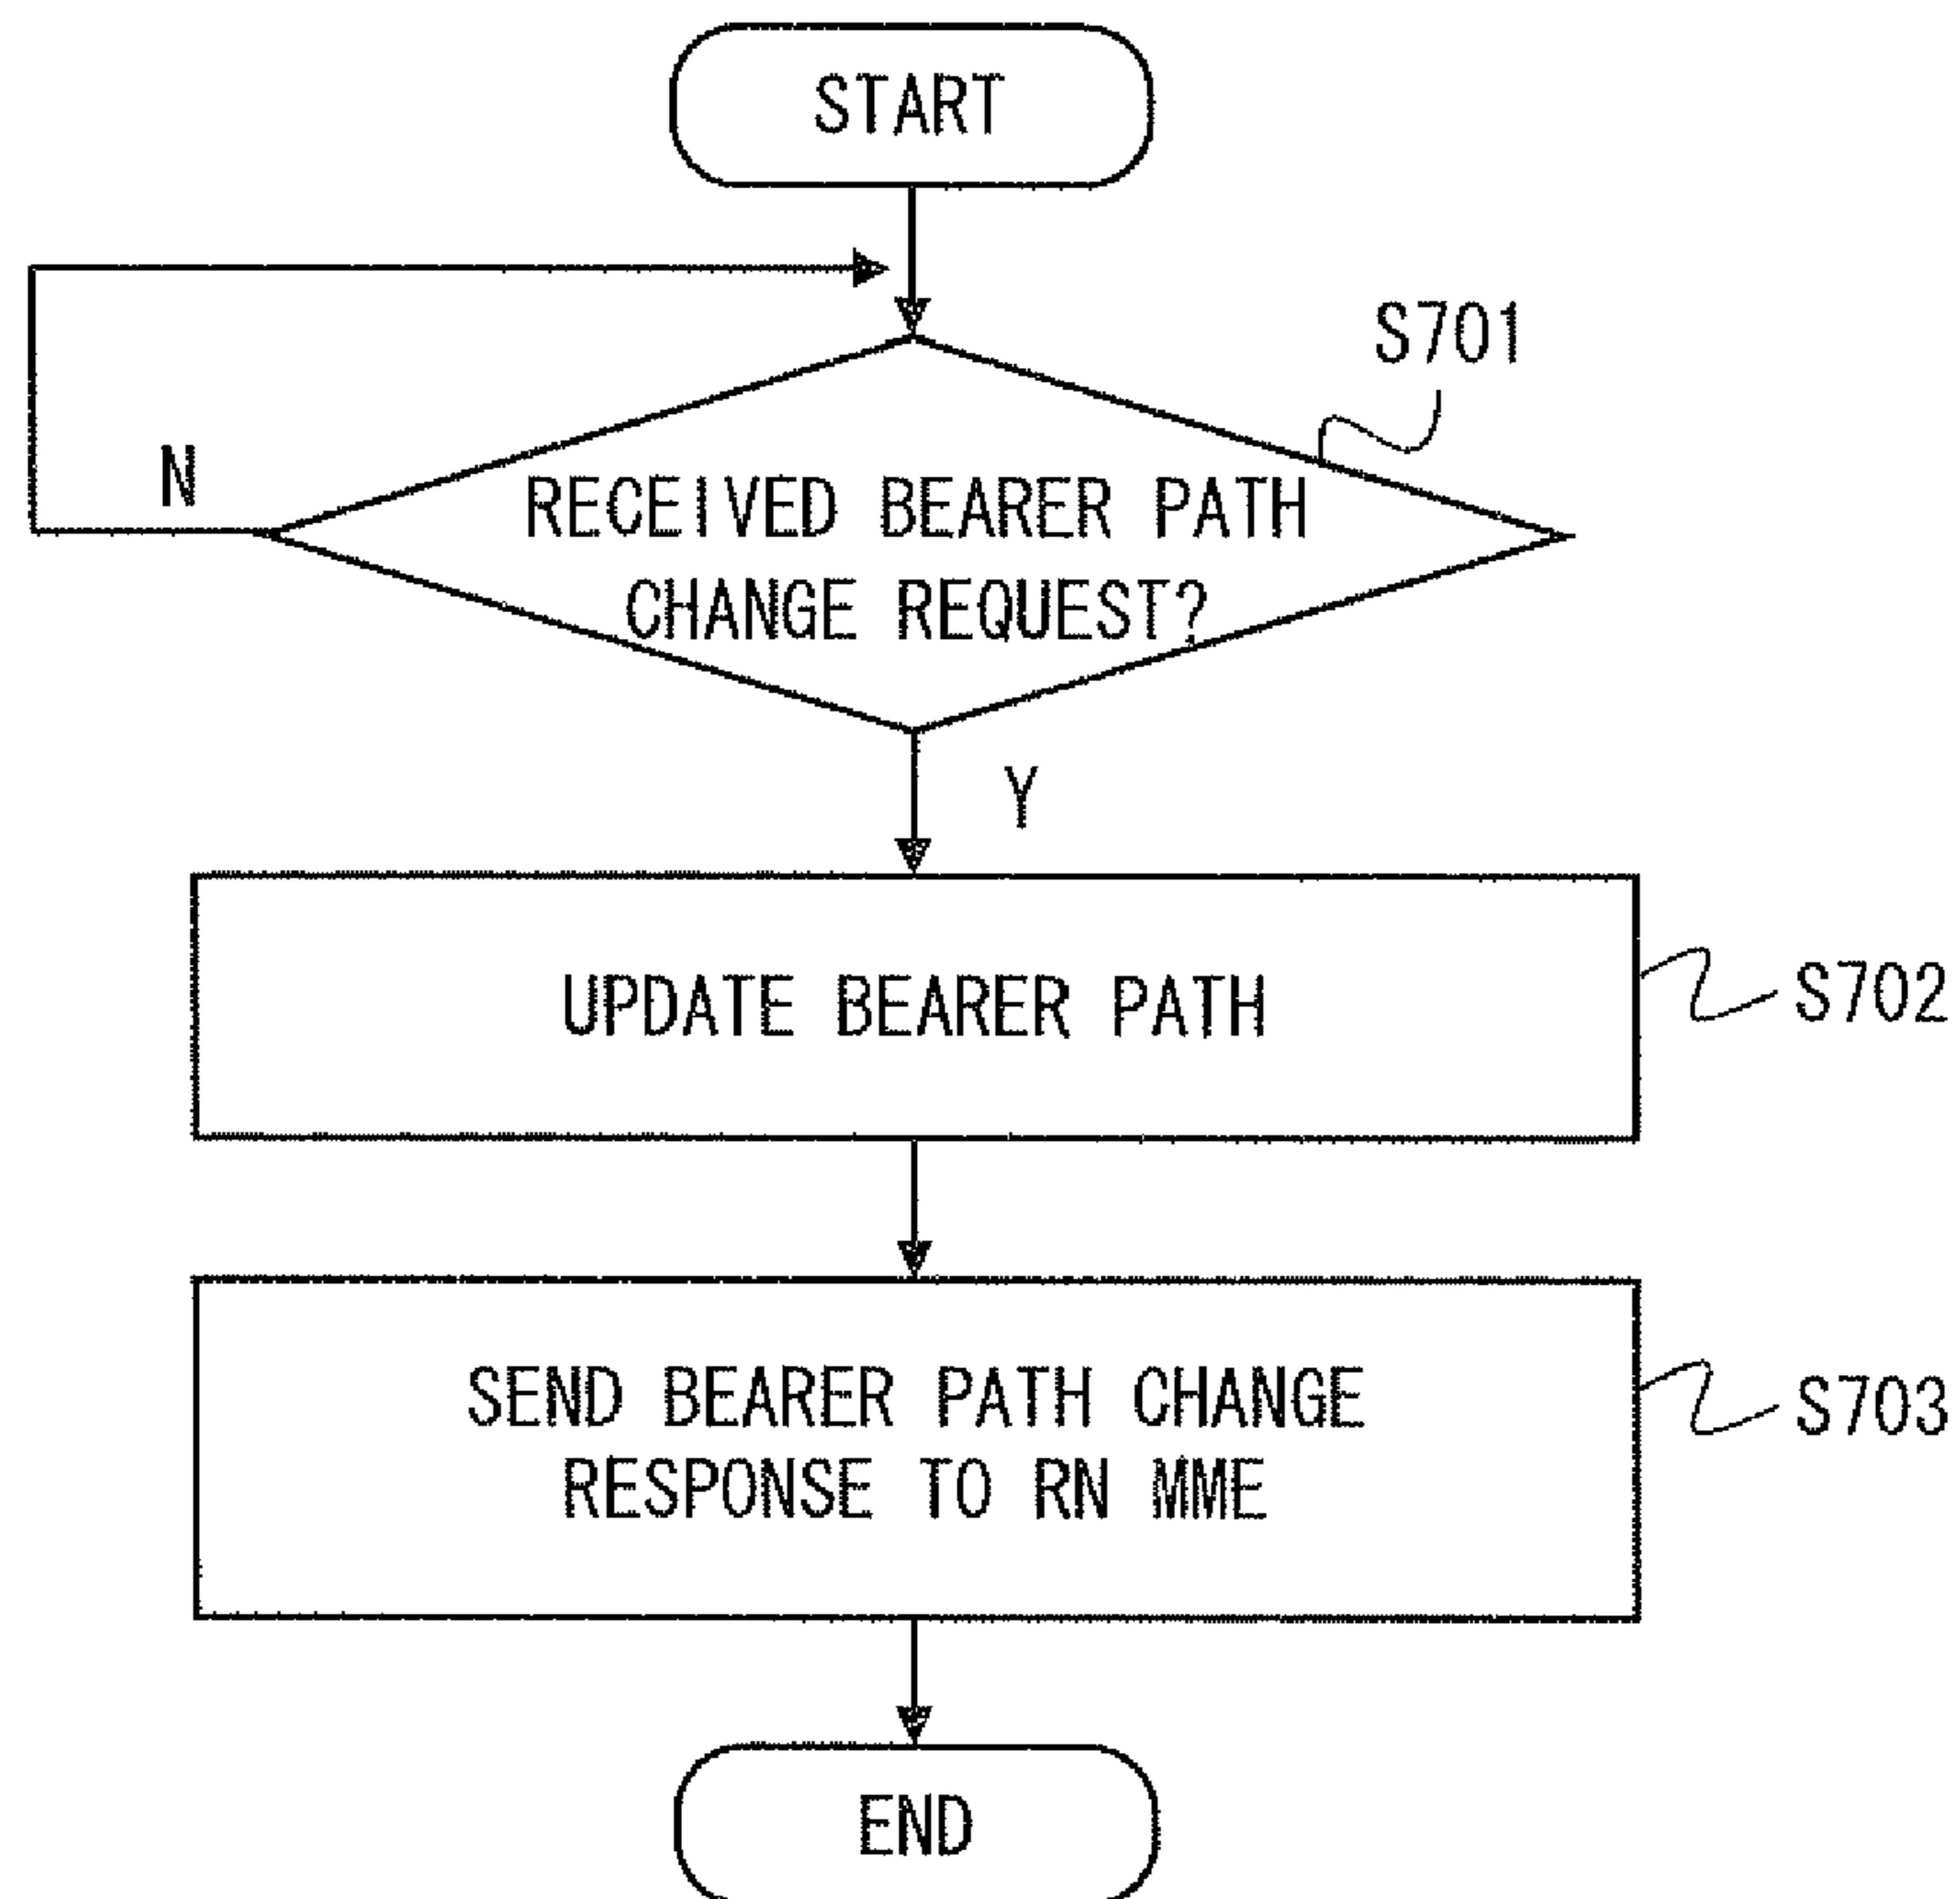 START
S701
N
RECEIVED BEARER PATH
CHANGE REQUEST?
Y
UPDATE BEARER PATH
S702
SEND BEARER PATH CHANGE
RESPONSE TO RN MME
S703
END